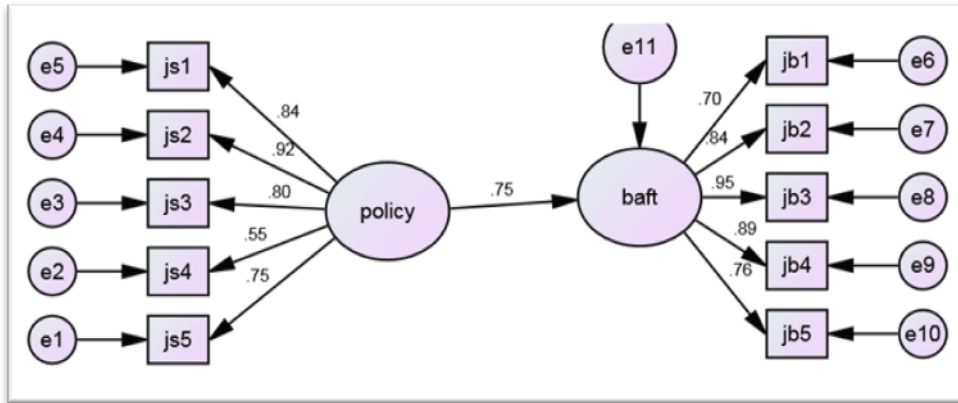 e11
e5 js1 jb1 e6
.84 .70
e4 js2 .84 jb2 e7
.92
e3 js3 .80 policy .75 baft .95 jb3 e8
.55 .89
e2 js4 jb4 e9
.75 .76
e1 js5 jb5 e10